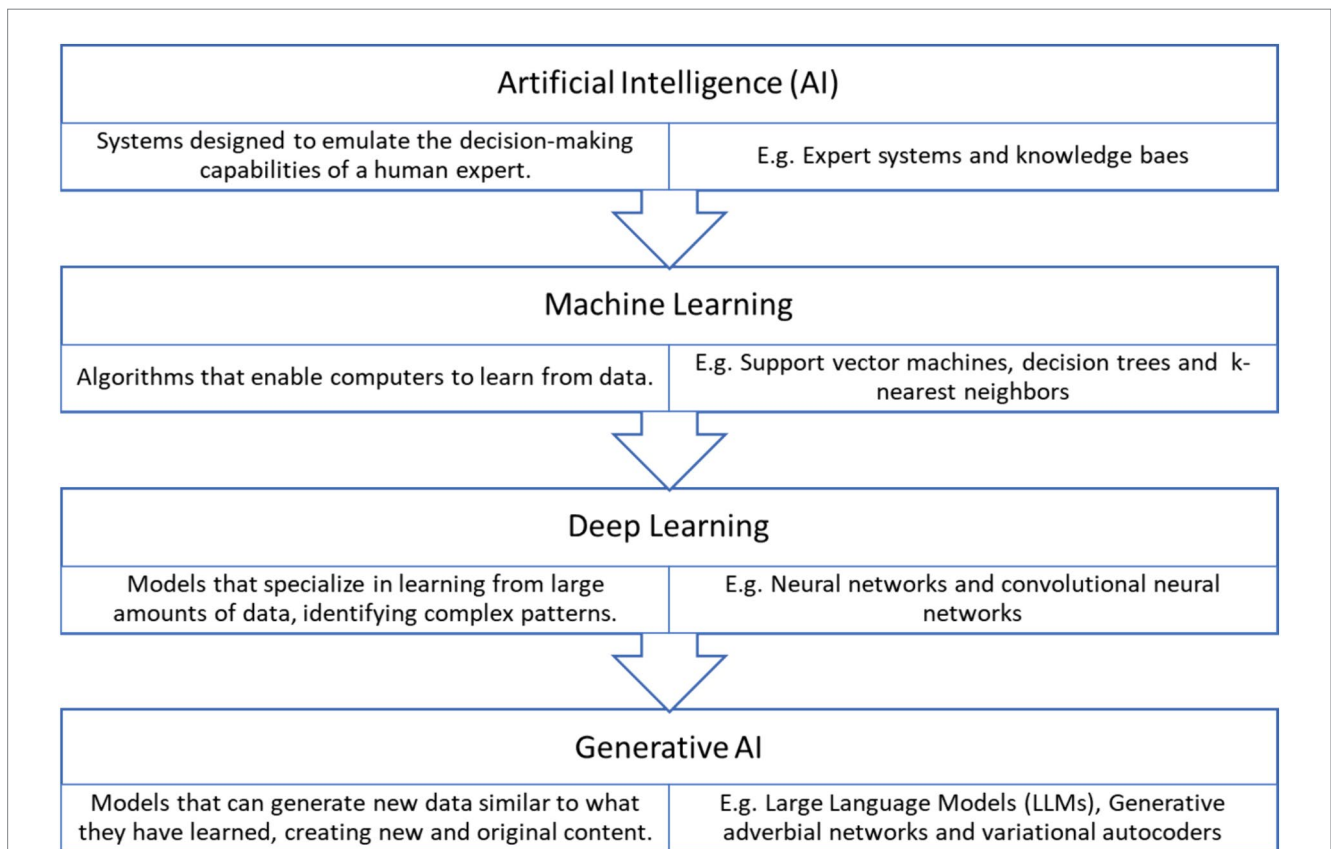 Artificial Intelligence (AI)
Systems designed to emulate the decision-making
capabilities of a human expert.
E.g. Expert systems and knowledge baes
Machine Learning
Algorithms that enable computers to learn from data.
E.g. Support vector machines, decision trees and k-
nearest neighbors
Deep Learning
Models that specialize in learning from large
amounts of data, identifying complex patterns.
E.g. Neural networks and convolutional neural
networks
Generative AI
Models that can generate new data similar to what
they have learned, creating new and original content.
E.g. Large Language Models (LLMs), Generative
adverbial networks and variational autocoders